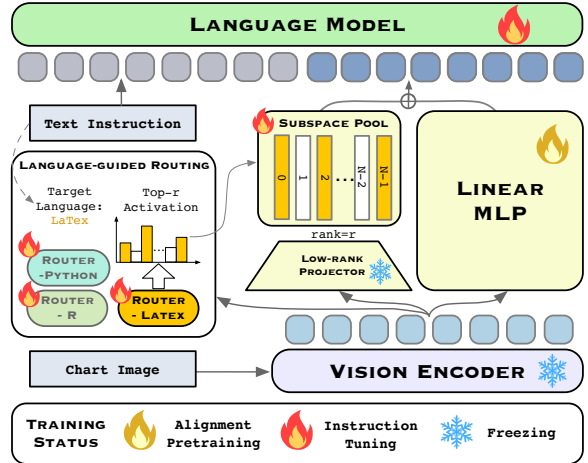 LANGUAGE MODEL
Text Instruction
SUBSPACE POOL
0
1
2
...
N-2
N-1
rank=r
LOW-RANK
PROJECTOR
LINEAR
MLP
LANGUAGE-GUIDED ROUTING
Target
Language:
LaTex
Top-r
Activation
...
ROUTER
-PYTHON
ROUTER
- R
ROUTER
- LATEX
Chart Image
VISION ENCODER
TRAINING
STATUS
Alignment
Pretraining
Instruction
Tuning
Freezing